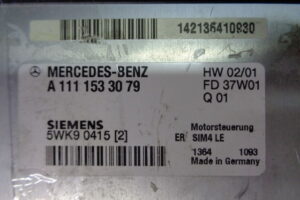 142135410930
MERCEDES-BENZ
A 111 153 30 79
HW 02/01
FD 37W01
Q 01
SIEMENS
5WK9 0415 [2]
Motorsteuerung
ER SIM4 LE
1364 1093
Made in Germany